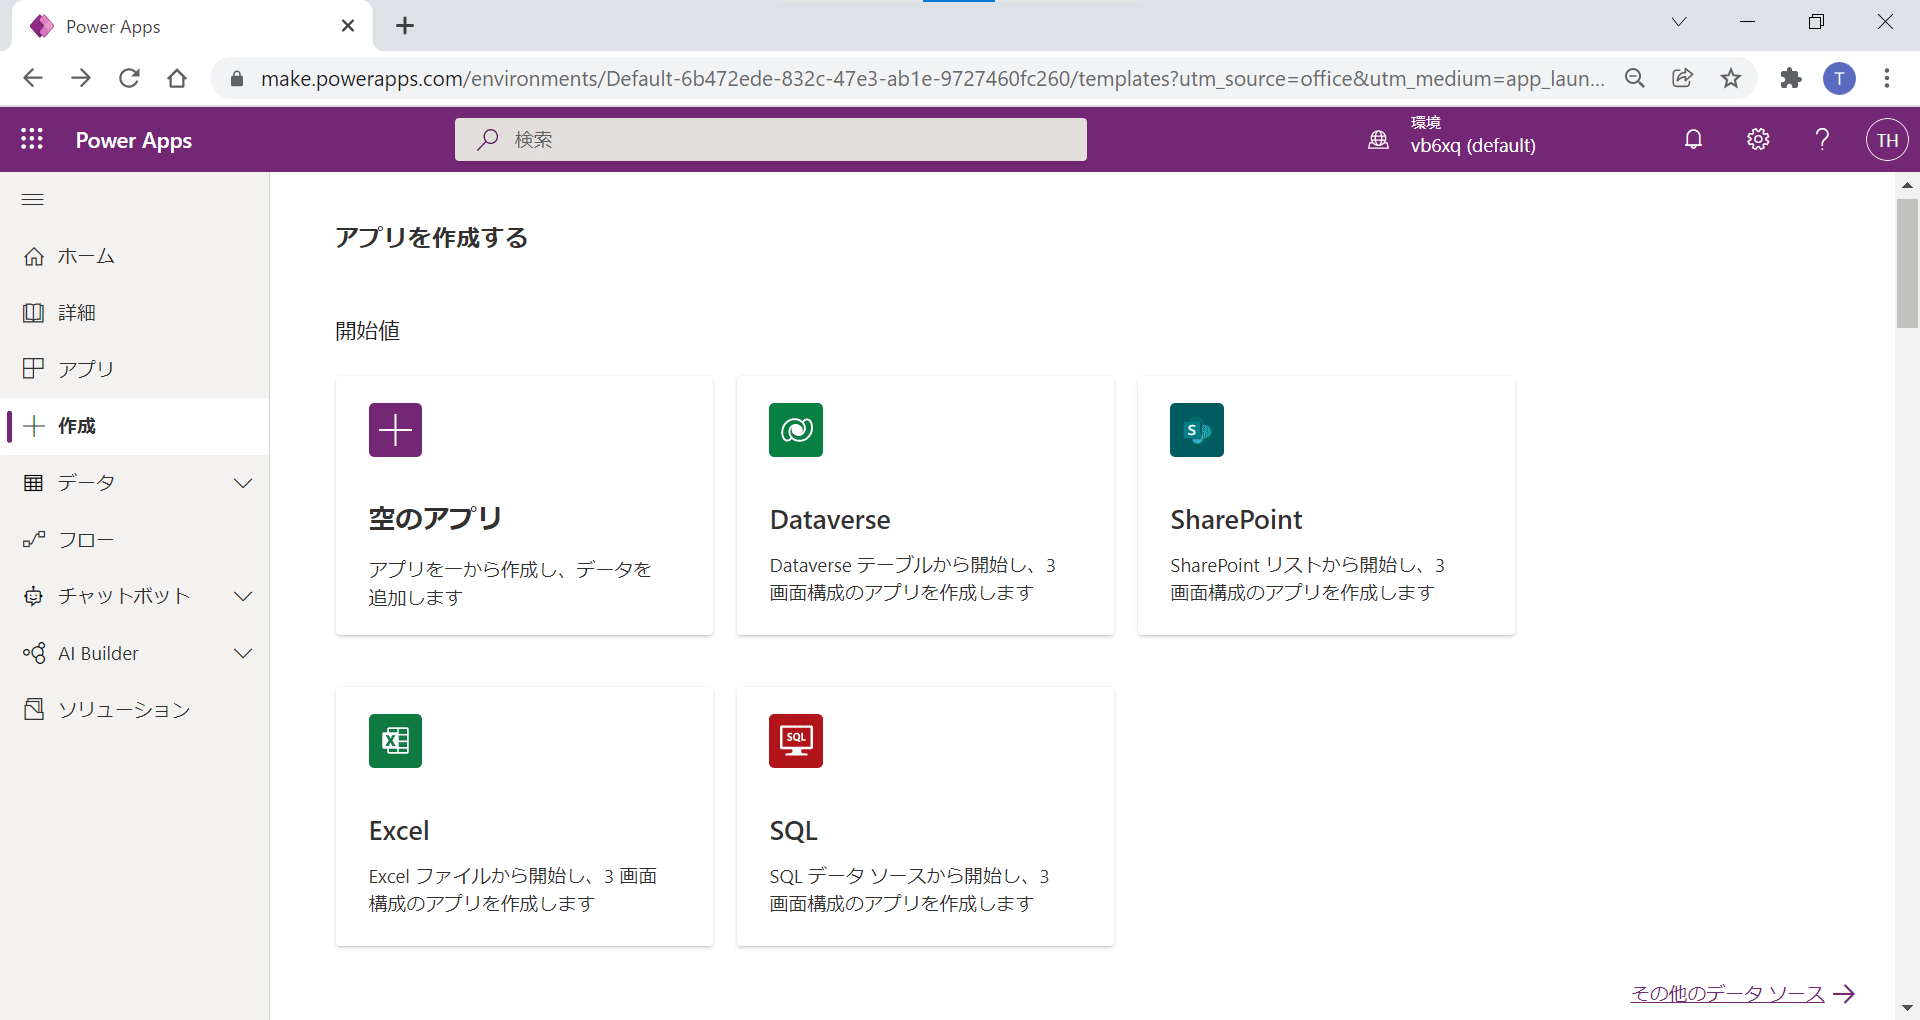 Power Apps
make.powerapps.com/environments/Default-6b472ede-832c-47e3-ab1e-9727460fc260/templates?utm_source=office&utm_medium=app_laun...
T
Power Apps
検索
環境
vb6xq (default)
TH
ホーム
詳細
アプリ
作成
データ
フロー
チャットボット
AI Builder
ソリューション
アプリを作成する
開始値
空のアプリ
アプリを一から作成し、データを
追加します
Dataverse
Dataverse テーブルから開始し、3
画面構成のアプリを作成します
S
SharePoint
SharePoint リストから開始し、3
画面構成のアプリを作成します
X
Excel
Excel ファイルから開始し、3 画面
構成のアプリを作成します
SQL
SQL
SQL データ ソースから開始し、3
画面構成のアプリを作成します
その他のデータ ソース